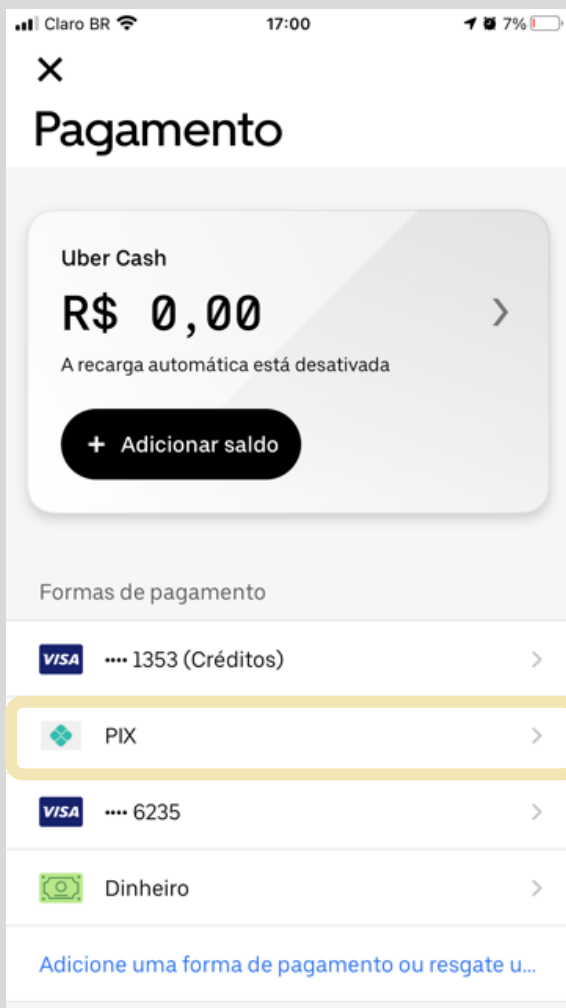 Claro BR 17:00 7%
Pagamento
Uber Cash
R$ 0,00
A recarga automática está desativada
+ Adicionar saldo
Formas de pagamento
VISA •••• 1353 (Créditos)
PIX
VISA •••• 6235
Dinheiro
Adicione uma forma de pagamento ou resgate u...